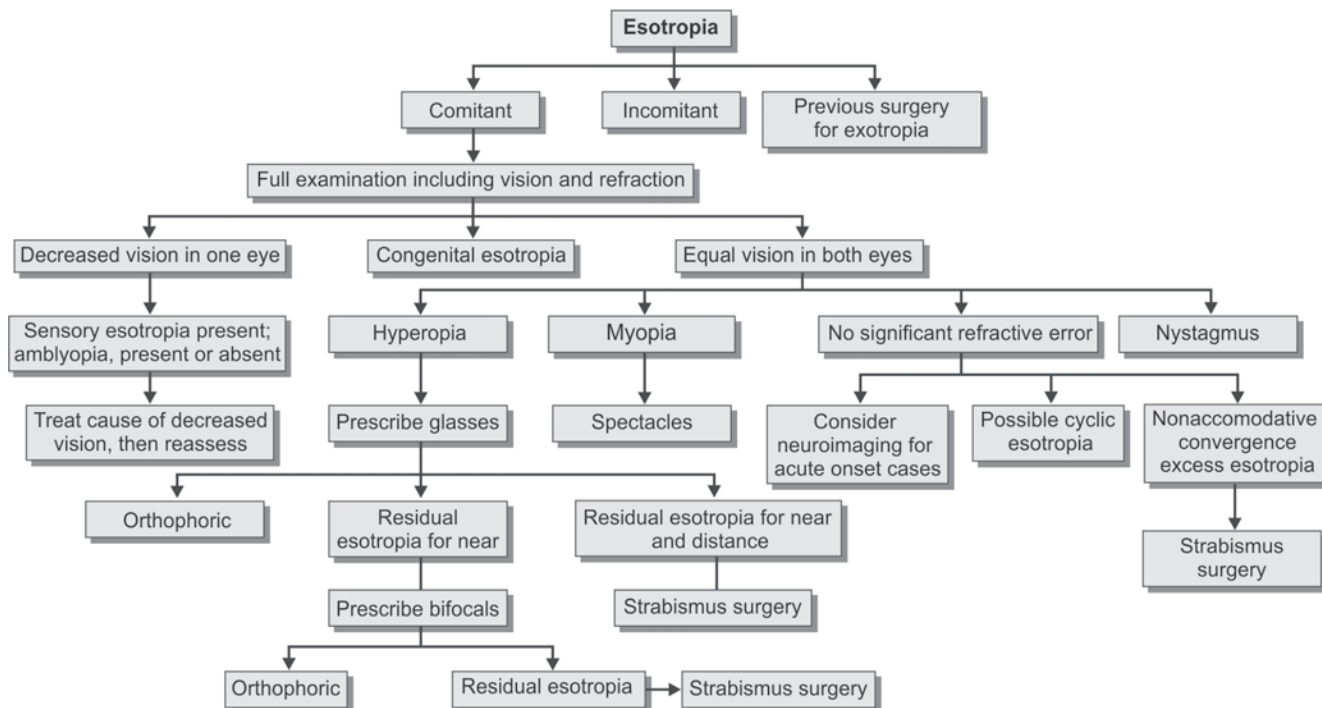 Esotropia
Comitant
Incomitant
Previous surgery
for exotropia
Full examination including vision and refraction
Decreased vision in one eye
Congenital esotropia
Equal vision in both eyes
Sensory esotropia present;
amblyopia, present or absent
Hyperopia
Myopia
No significant refractive error
Nystagmus
Treat cause of decreased
vision, then reassess
Prescribe glasses
Spectacles
Consider
neuroimaging for
acute onset cases
Possible cyclic
esotropia
Nonaccomodative
convergence
excess esotropia
Orthophoric
Residual
esotropia for near
Residual esotropia for near
and distance
Strabismus
surgery
Prescribe bifocals
Strabismus surgery
Orthophoric
Residual esotropia
Strabismus surgery